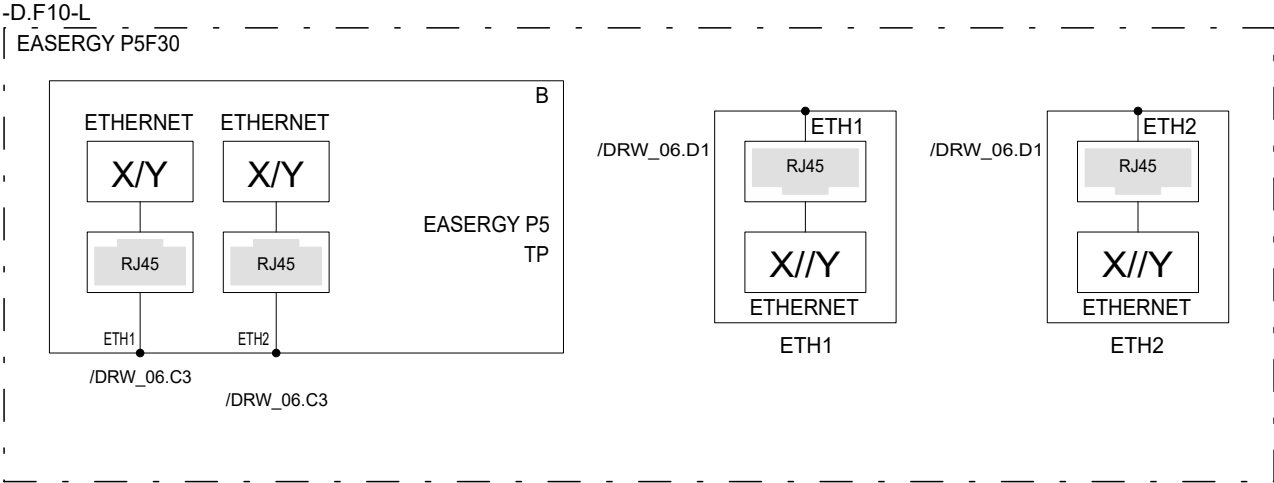 -D.F10-L
EASERGY P5F30
B
ETHERNET ETHERNET
X/Y X/Y
RJ45 RJ45
EASERGY P5
TP
ETH1 ETH2
/DRW_06.C3
/DRW_06.C3
/DRW_06.D1
ETH1
RJ45
X//Y
ETHERNET
ETH1
/DRW_06.D1
ETH2
RJ45
X//Y
ETHERNET
ETH2